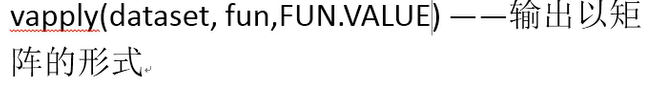 vapply(dataset, fun,FUN.VALUE) ——输出以矩
阵的形式